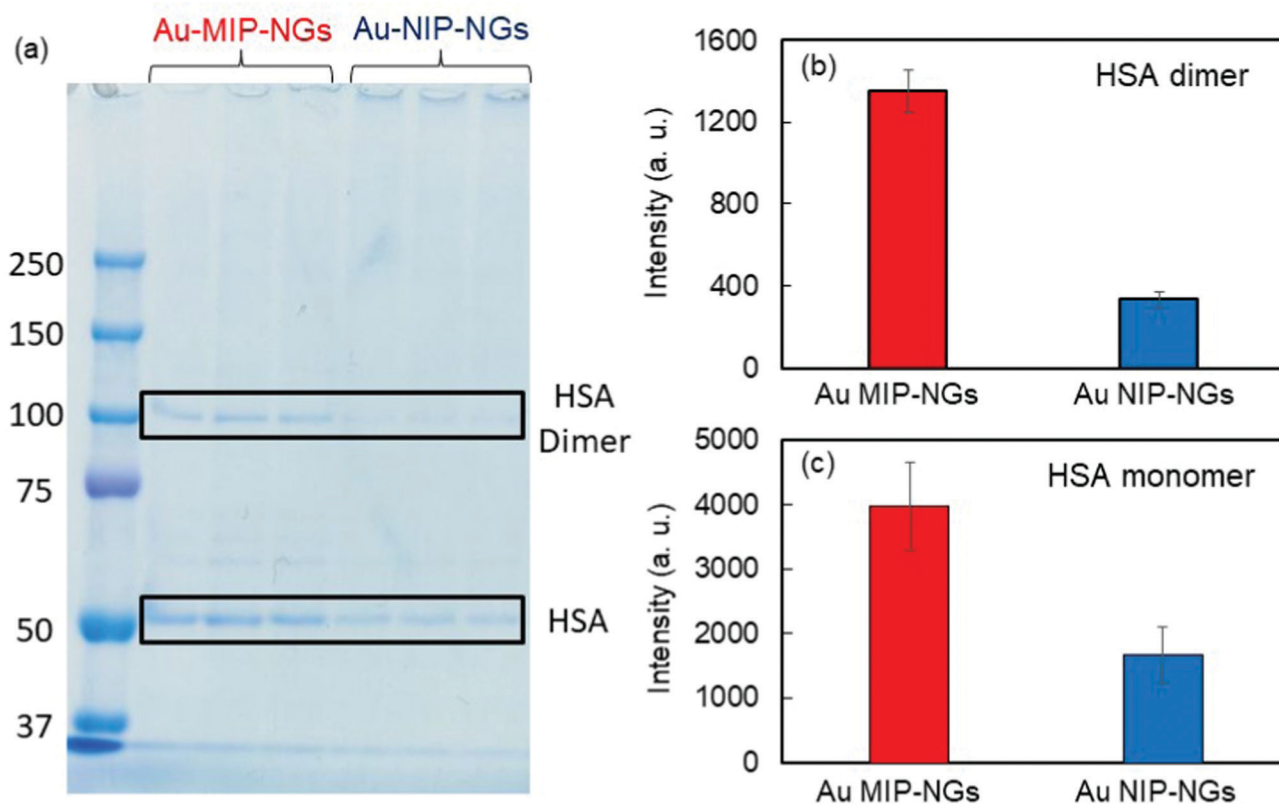 (a)
Au-MIP-NGs Au-NIP-NGs
250
150
100
75
50
37
HSA
Dimer
HSA
(b)
HSA dimer
Intensity (a. u.)
1600
1200
800
400
0
Au MIP-NGs Au NIP-NGs
(c)
HSA monomer
Intensity (a. u.)
5000
4000
3000
2000
1000
0
Au MIP-NGs Au NIP-NGs